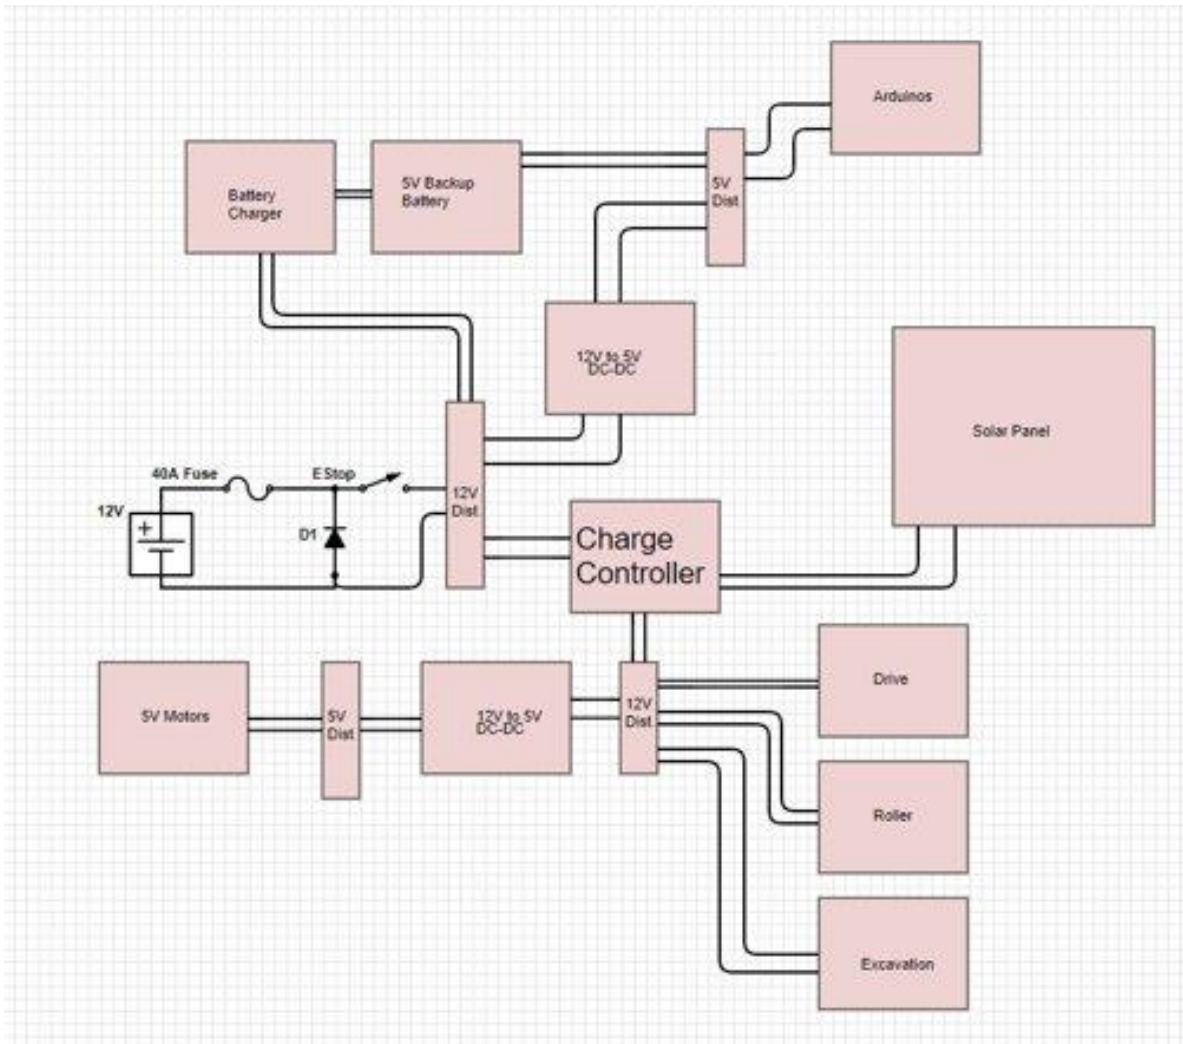 Arduinos
Battery
Charger
5V Backup
Battery
5V
Dist
12V to 5V
DC-DC
Solar Panel
40A Fuse
EStop
12V
+
D1
12V
Dist
Charge
Controller
5V Motors
5V
Dist
12V to 5V
DC-DC
12V
Dist
Drive
Roller
Excavation